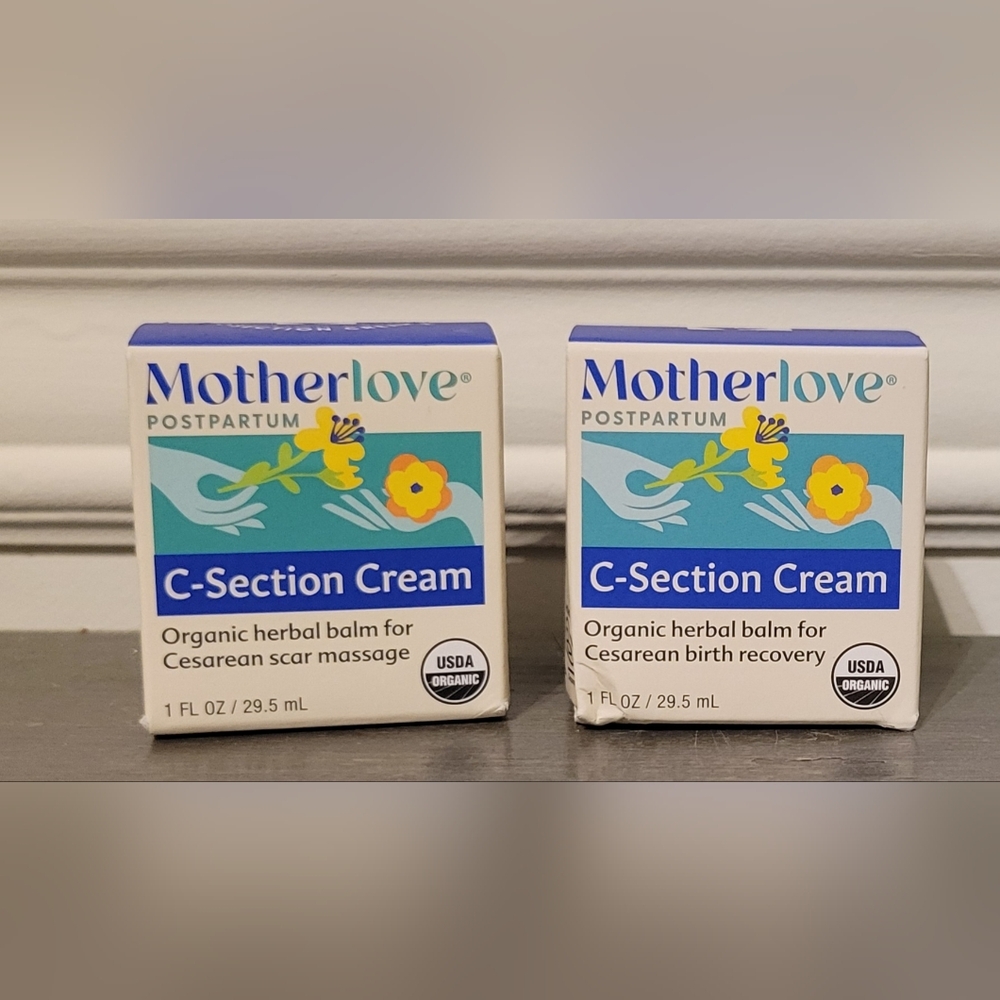 Motherlove®
POSTPARTUM
C-Section Cream
Organic herbal balm for
Cesarean scar massage
USDA
ORGANIC
1 FL OZ / 29.5 mL
Motherlove®
POSTPARTUM
C-Section Cream
Organic herbal balm for
Cesarean birth recovery
USDA
ORGANIC
1 FL OZ / 29.5 mL